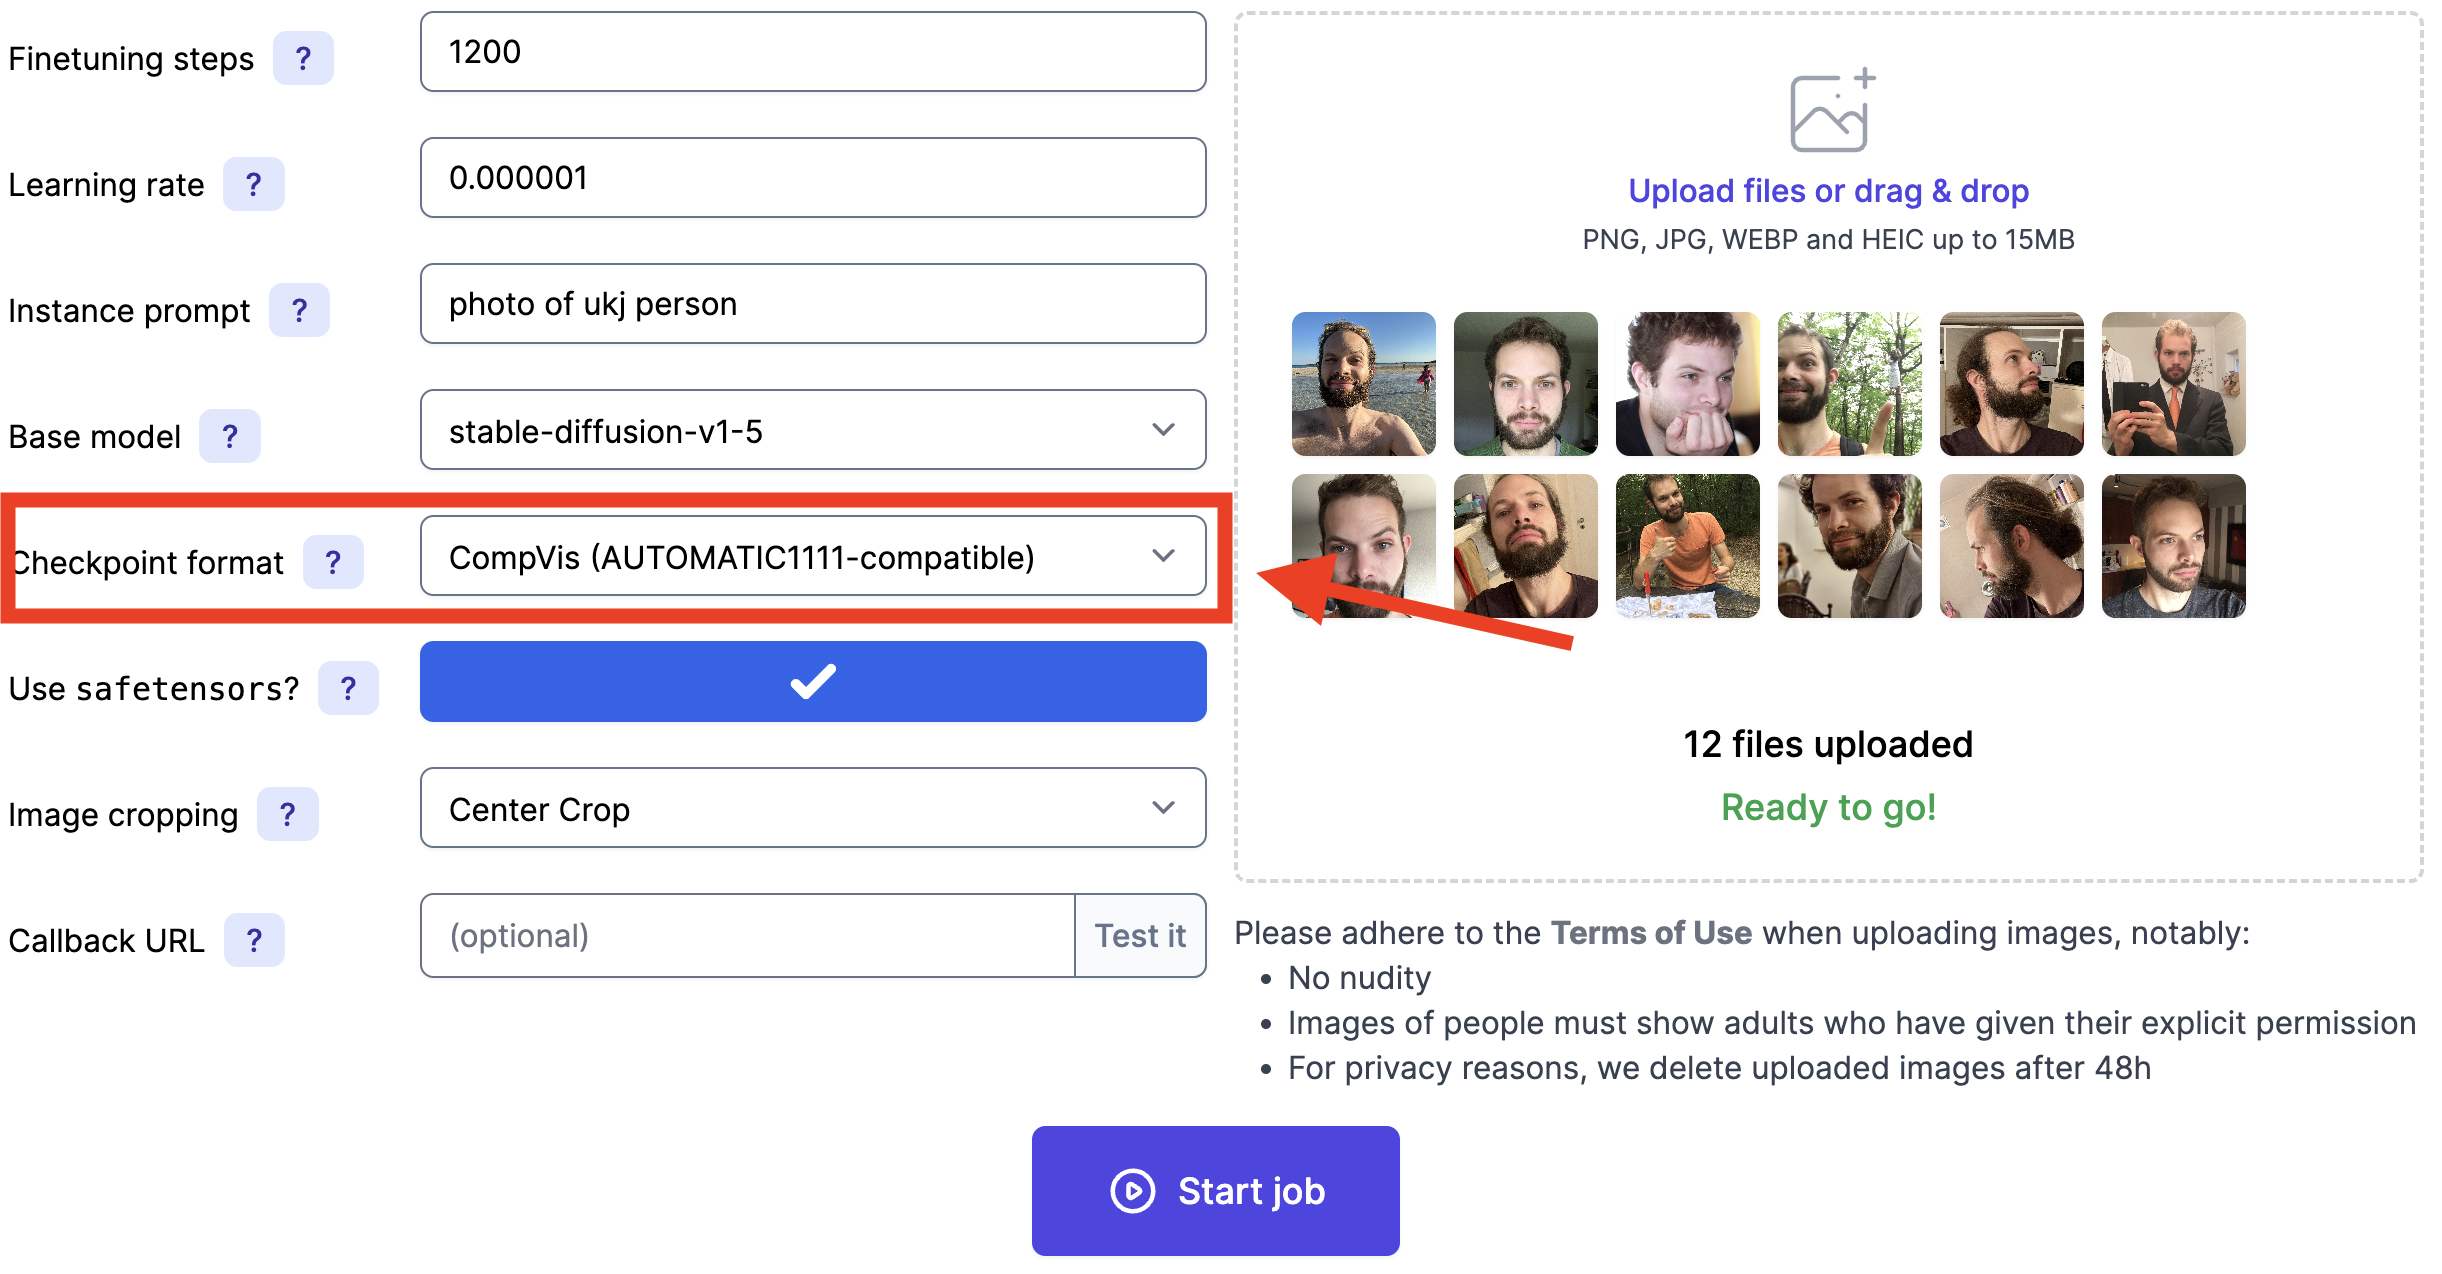 Finetuning steps ?
1200
Learning rate ?
0.000001
Instance prompt ?
photo of ukj person
Base model ?
stable-diffusion-v1-5
Checkpoint format ?
CompVis (AUTOMATIC1111-compatible)
Use safetensors? ?
Image cropping ?
Center Crop
Callback URL ?
(optional)
Test it
Upload files or drag & drop
PNG, JPG, WEBP and HEIC up to 15MB
12 files uploaded
Ready to go!
Please adhere to the Terms of Use when uploading images, notably:
• No nudity
• Images of people must show adults who have given their explicit permission
• For privacy reasons, we delete uploaded images after 48h
Start job